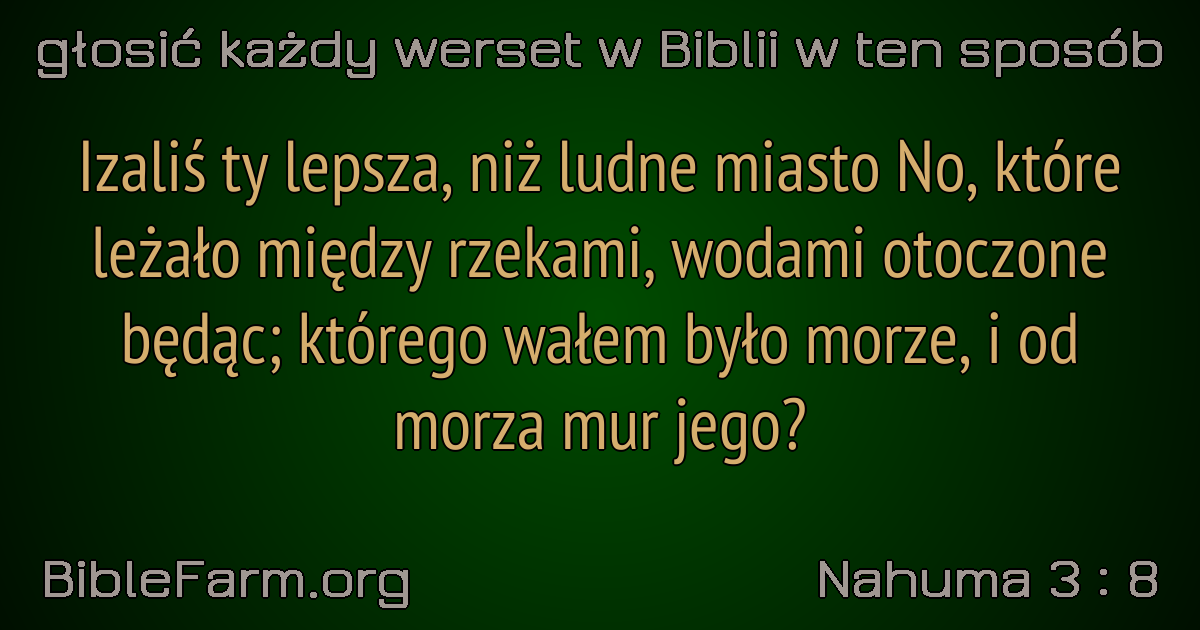 głosić każdy werset w Biblii w ten sposób
Izaliś ty lepsza, niż ludne miasto No, które
leżało między rzekami, wodami otoczone
będąc; którego wałem było morze, i od
morza mur jego?
BibleFarm.org
Nahuma 3 : 8